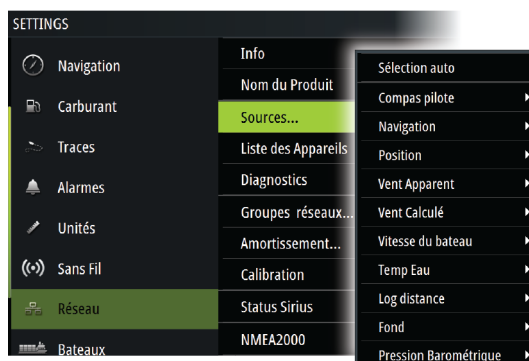 SETTINGS
Navigation
Carburant
Traces
Alarmes
Unités
Sans Fil
Réseau
Bateaux
Info
Nom du Produit
Sources...
Liste des Appareils
Diagnostics
Groupes réseaux...
Amortissement...
Calibration
Status Sirius
NMEA2000
Sélection auto
Compas pilote
Navigation
Position
Vent Apparent
Vent Calculé
Vitesse du bateau
Temp Eau
Log distance
Fond
Pression Barométrique